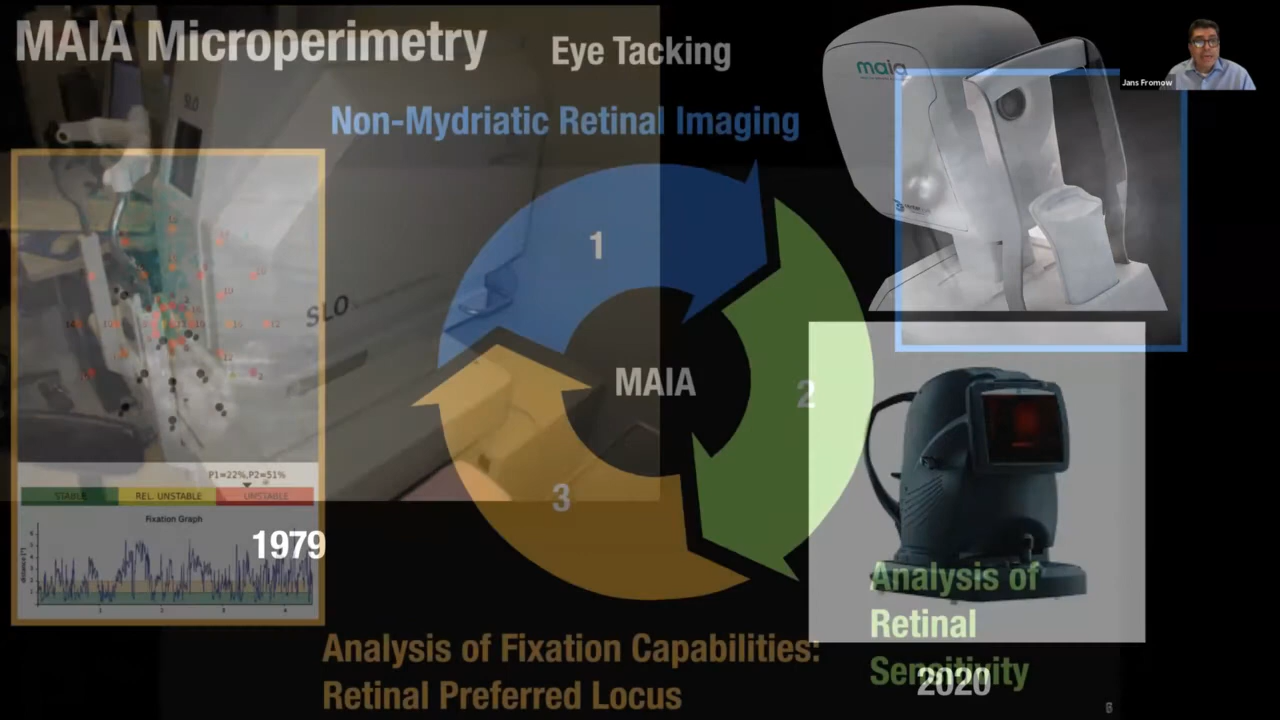 MAIA Microperimetry
Eye Tacking
Non-Mydriatic Retinal Imaging
maia
Jans Fromow
SLO
1
SLO
MAIA
2
3
P1=22%,P2=51%
STABLE
REL. UNSTABLE
UNSTABLE
Fixation Graph
1979
Analysis of
Retinal
Sensitivity
2020
Analysis of Fixation Capabilities:
Retinal Preferred Locus